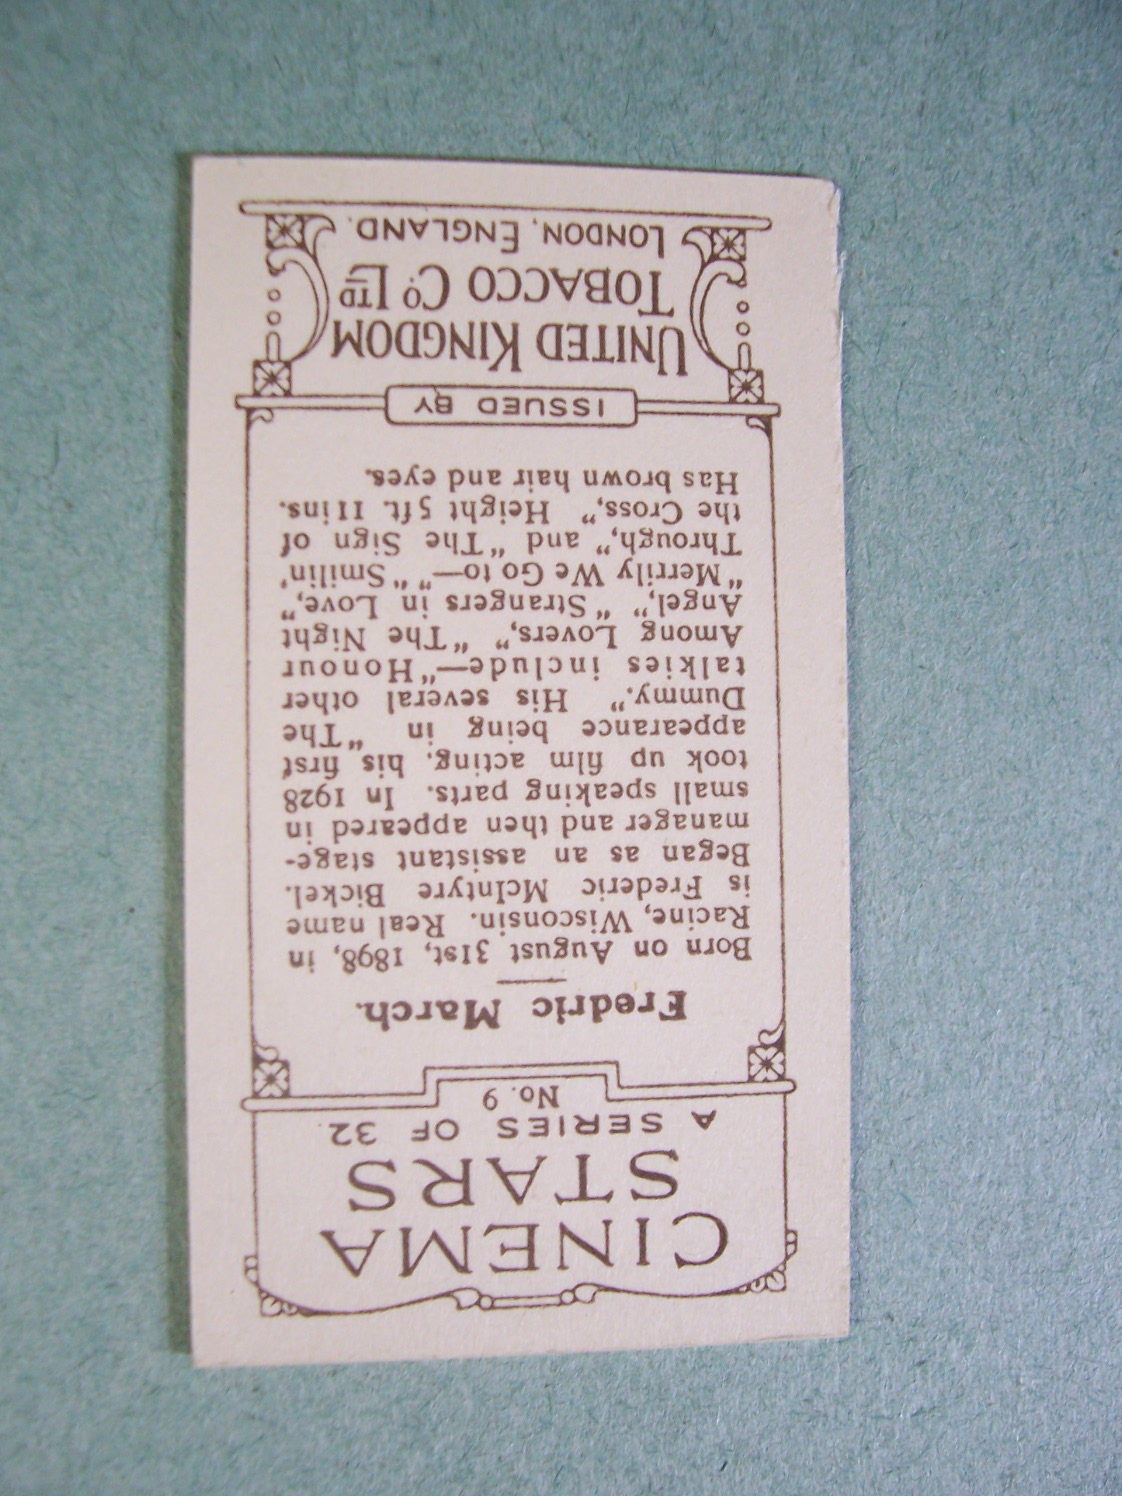 CINEMA
STARS
A SERIES OF 32.
No. 9
Fredric March.
Born on August 31st, 1898, in
Racine, Wisconsin. Real name
is Frederic McIntyre Bickel.
Began as an assistant stage-
manager and then appeared in
small speaking parts. In 1928
took up film acting, his first
appearance being in "The
Dummy." His several other
talkies include—"Honour
Among Lovers," "The Night
Angel," "Strangers in Love,"
"Merrily We Go to—" "Smilin'
Through," and "The Sign of
the Cross," Height 5ft. 11ins.
Has brown hair and eyes.
ISSUED BY
UNITED KINGDOM
TOBACCO CO LTD
LONDON, ENGLAND.